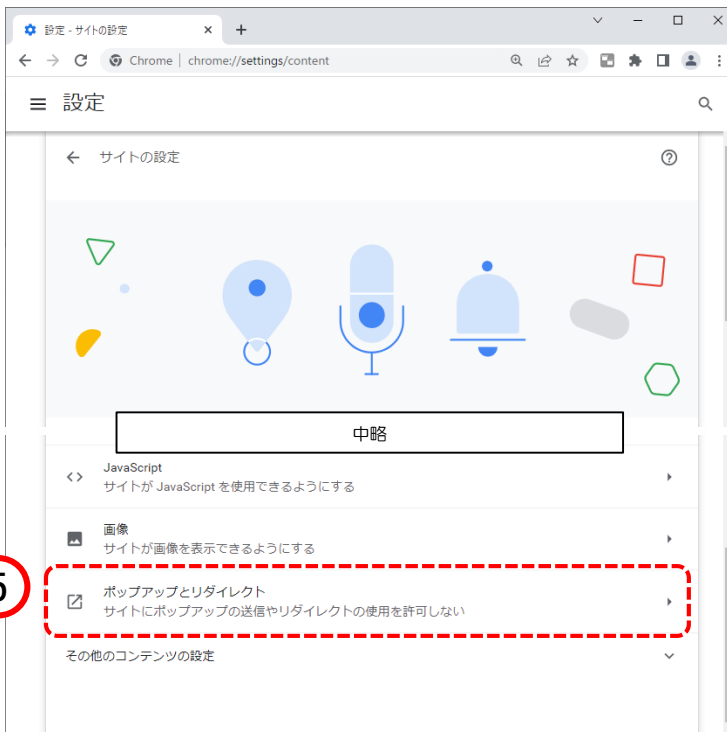 設定 - サイトの設定
Chrome | chrome://settings/content
設定
サイトの設定
中略
JavaScript
サイトが JavaScript を使用できるようにする
画像
サイトが画像を表示できるようにする
5
ポップアップとリダイレクト
サイトにポップアップの送信やリダイレクトの使用を許可しない
その他のコンテンツの設定